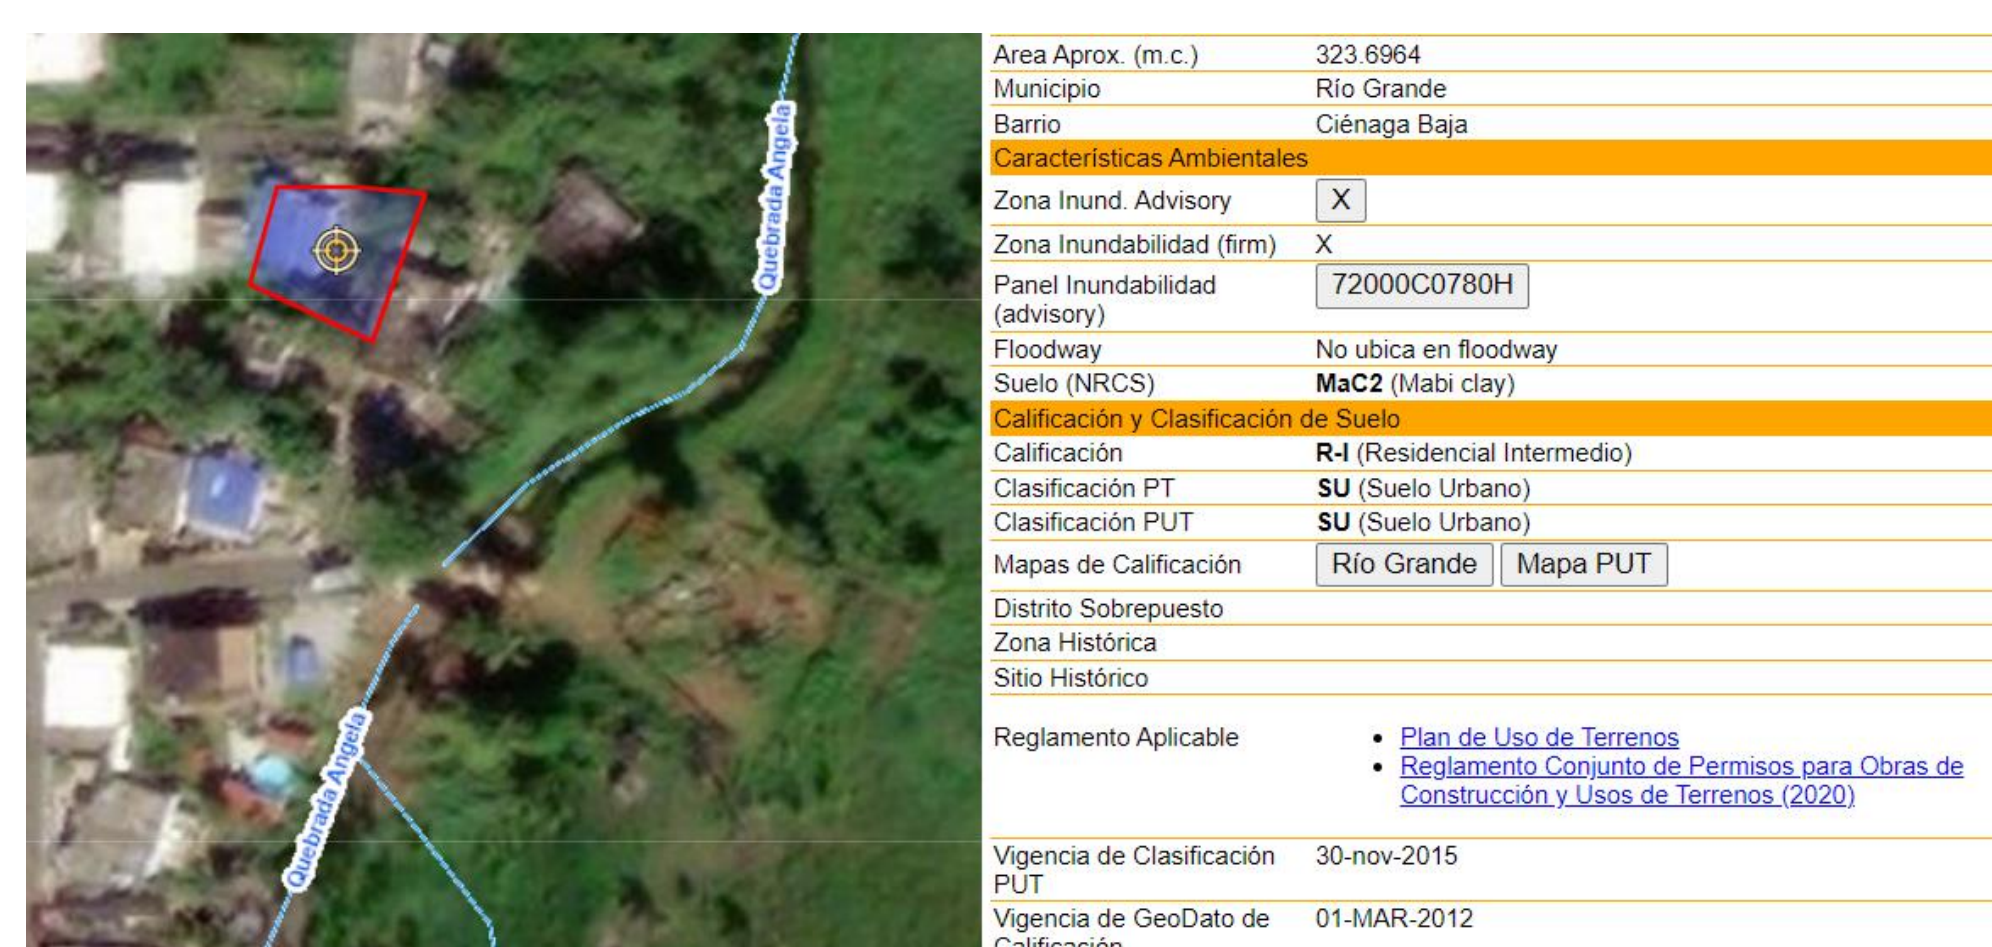 Quebrada Angela
Quebrada Angela
Area Aprox. (m.c.) 323.6964
Municipio Río Grande
Barrio Ciénaga Baja
Características Ambientales
Zona Inund. Advisory X
Zona Inundabilidad (firm) X
Panel Inundabilidad 72000C0780H
(advisory)
Floodway No ubica en floodway
Suelo (NRCS) MaC2 (Mabi clay)
Calificación y Clasificación de Suelo
Calificación R-I (Residencial Intermedio)
Clasificación PT SU (Suelo Urbano)
Clasificación PUT SU (Suelo Urbano)
Mapas de Calificación Río Grande Mapa PUT
Distrito Sobrepuesto
Zona Histórica
Sitio Histórico
Reglamento Aplicable • Plan de Uso de Terrenos
• Reglamento Conjunto de Permisos para Obras de
Construcción y Usos de Terrenos (2020)
Vigencia de Clasificación 30-nov-2015
PUT
Vigencia de GeoDato de 01-MAR-2012
Calificación